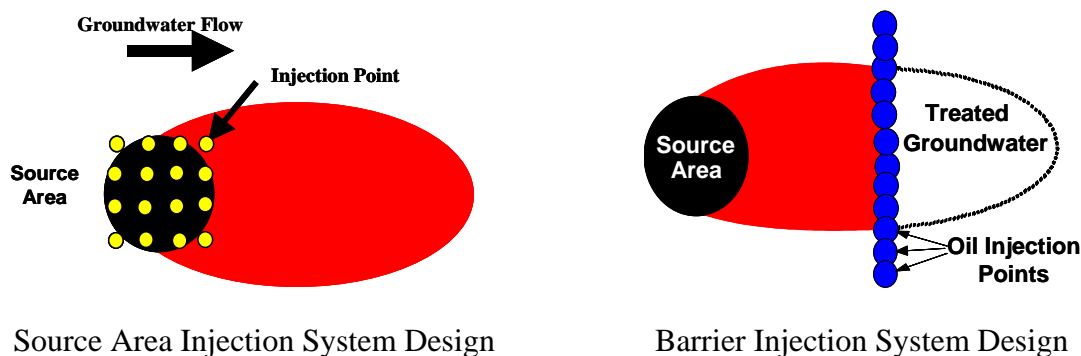 Groundwater Flow
Injection Point
Source
Area
Source Area Injection System Design
Source
Area
Treated
Groundwater
Oil Injection
Points
Barrier Injection System Design